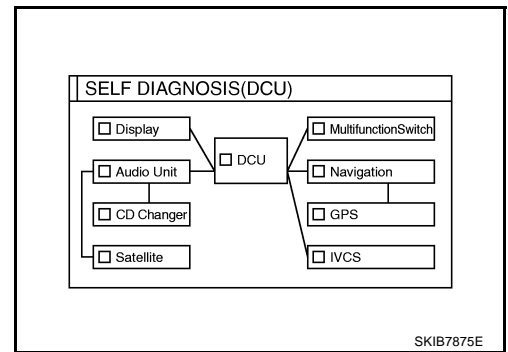 SELF DIAGNOSIS(DCU)
Display
DCU
MultifunctionSwitch
Audio Unit
Navigation
CD Changer
GPS
Satellite
IVCS
SKIB7875E